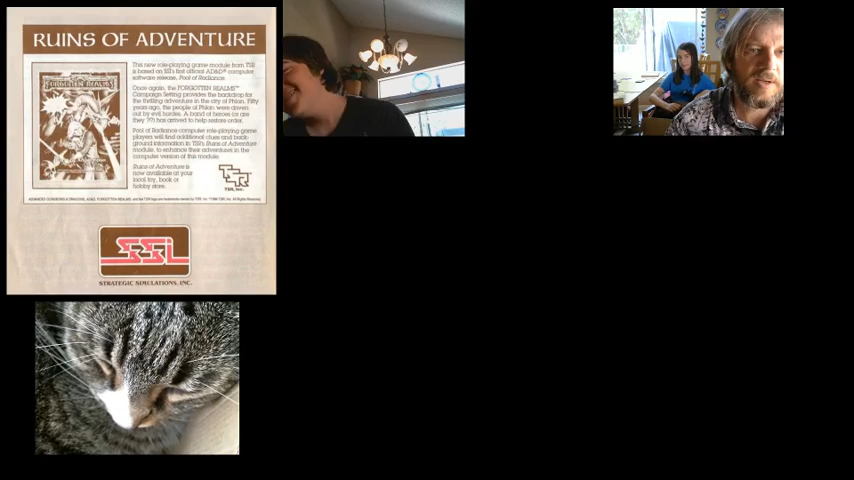 RUINS OF ADVENTURE
This new role-playing game module from TSR
is based on SSI's first official AD&D computer
software release, Pool of Radiance.
Once again, the FORGOTTEN REALMS™
Campaign Setting provides the backdrop for
the thrilling adventure in the city of Phlan. Fifty
years ago, the people of Phlan were driven
out by evil hordes. A band of heroes (or are
they ??) has arrived to help restore order.
Pool of Radiance computer role-playing game
players will find additional clues and back-
ground information in TSR's Ruins of Adventure
module, to enhance their adventures in the
computer version of this module.
Ruins of Adventure is
now available at your
local toy, book or
hobby store.
FORGOTTEN REALMS
TSR
TSR, Inc.
SSI
STRATEGIC SIMULATIONS, INC.